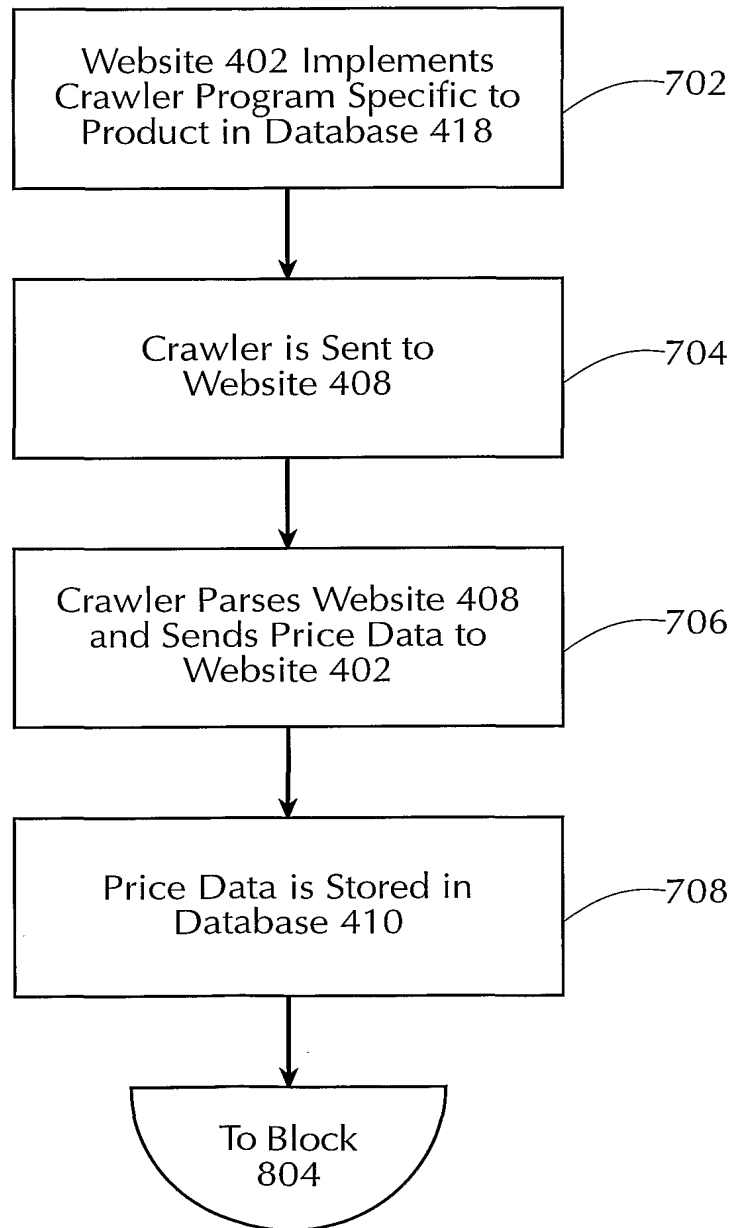 Website 402 Implements
Crawler Program Specific to
Product in Database 418
702
Crawler is Sent to
Website 408
704
Crawler Parses Website 408
and Sends Price Data to
Website 402
706
Price Data is Stored in
Database 410
708
To Block
804